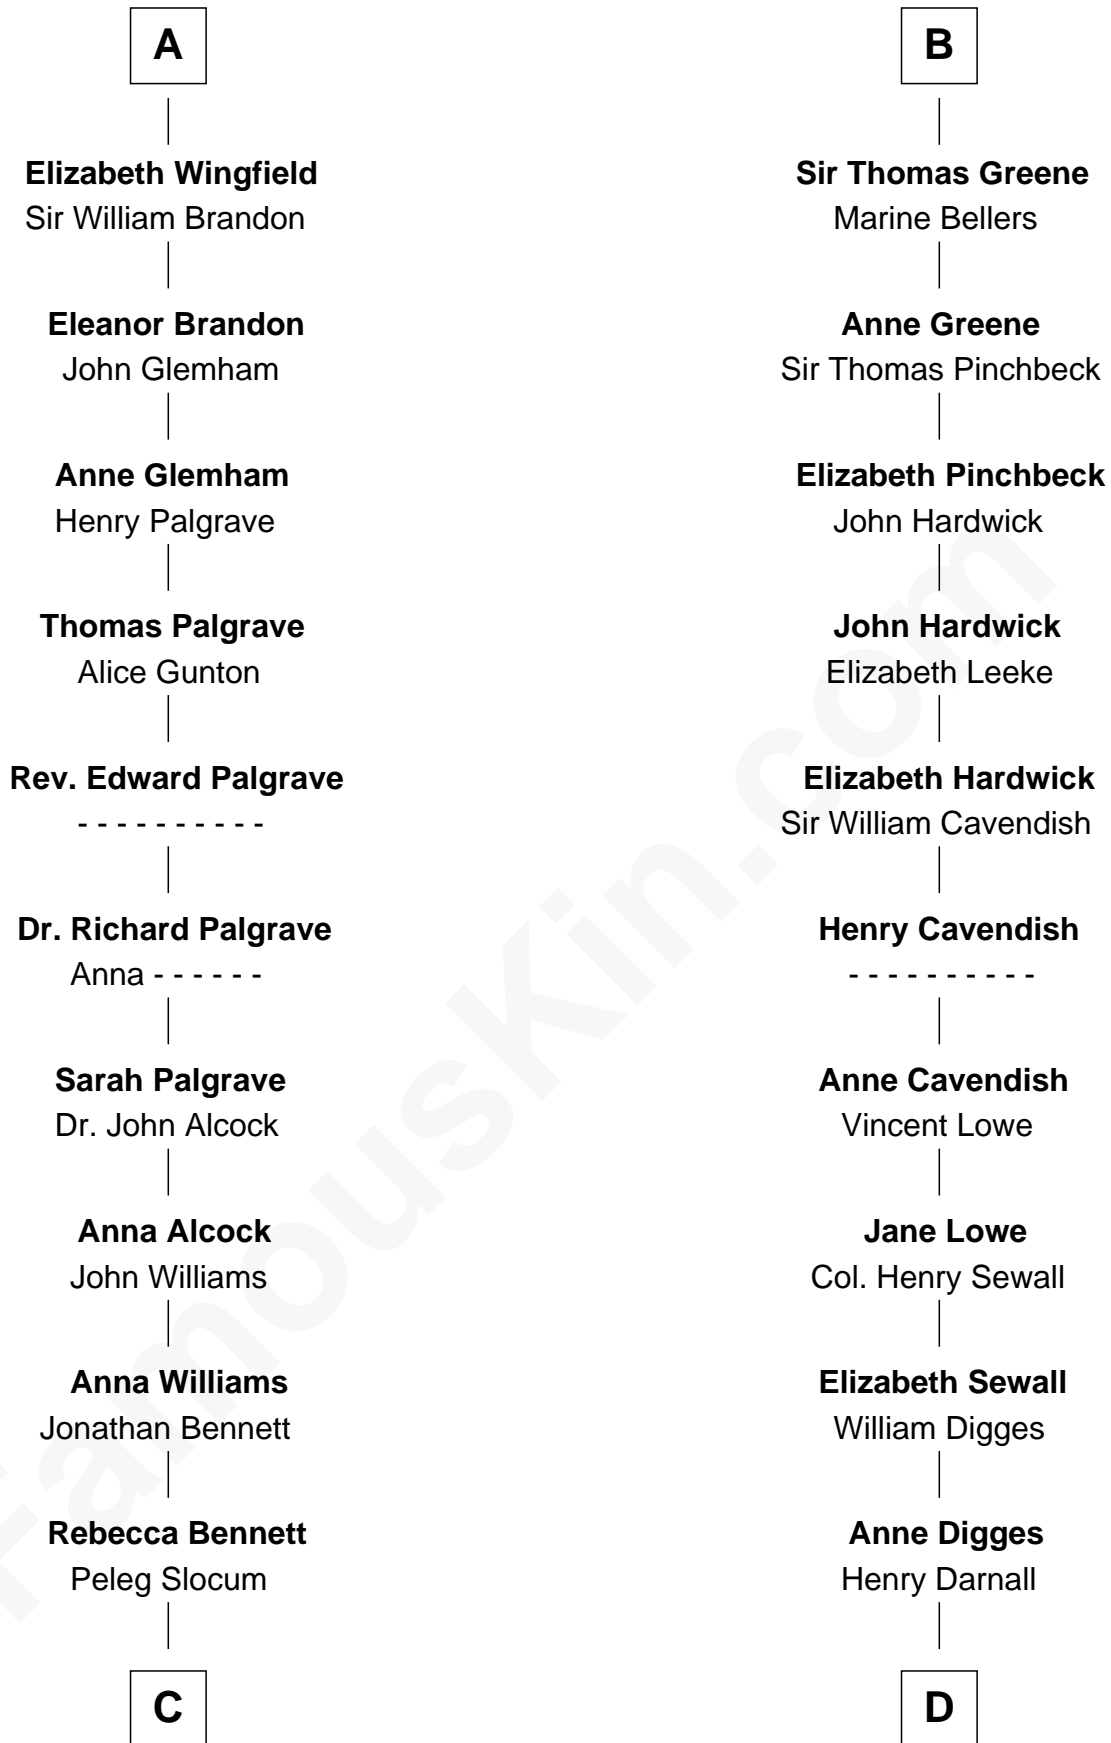 A
Elizabeth Wingfield
Sir William Brandon
Eleanor Brandon
John Glemham
Anne Glemham
Henry Palgrave
Thomas Palgrave
Alice Gunton
Rev. Edward Palgrave
- - - - - - - - - -
Dr. Richard Palgrave
Anna - - - - - -
Sarah Palgrave
Dr. John Alcock
Anna Alcock
John Williams
Anna Williams
Jonathan Bennett
Rebecca Bennett
Peleg Slocum
C
B
Sir Thomas Greene
Marine Bellers
Anne Greene
Sir Thomas Pinchbeck
Elizabeth Pinchbeck
John Hardwick
John Hardwick
Elizabeth Leeke
Elizabeth Hardwick
Sir William Cavendish
Henry Cavendish
- - - - - - - - - -
Anne Cavendish
Vincent Lowe
Jane Lowe
Col. Henry Sewall
Elizabeth Sewall
William Digges
Anne Digges
Henry Darnall
D
FamousKin.com